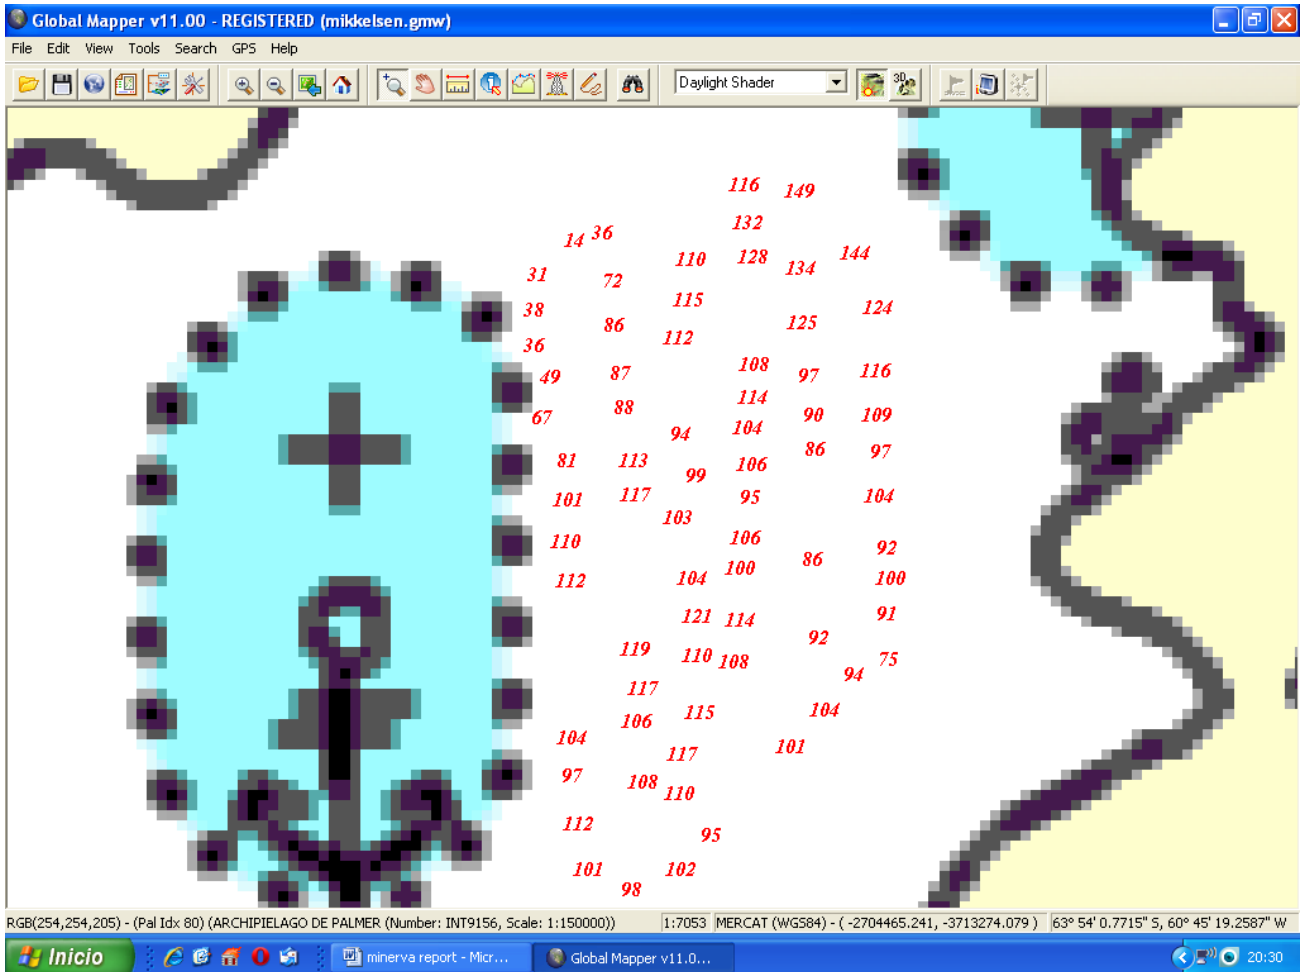 Global Mapper v11.00 - REGISTERED (mikkelsen.gmw)
File Edit View Tools Search GPS Help
3D
Daylight Shader
116 149
132
14 36
110 128 134 144
31 72
115
38 86 125 124
36 112
49 87 108 97 116
67 88 114 90 109
94 104 86 97
81 113 99 106
101 117 95 104
103
110 106 86 92
112 104 100 100
121 114 91
119 110 108 92 75
117 94
106 115 104
104 117 101
97 108 110
112 95
101 102
98
RGB(254,254,205) - (Pal Idx 80) (ARCHIPIELAGO DE PALMER (Number: INT9156, Scale: 1:150000)) 1:7053 MERCAT (WGS84) - ( -2704465.241, -3713274.079 ) 63° 54' 0.7715" S, 60° 45' 19.2587" W
Inicio minerva report - Micr... Global Mapper v11.0... 20:30